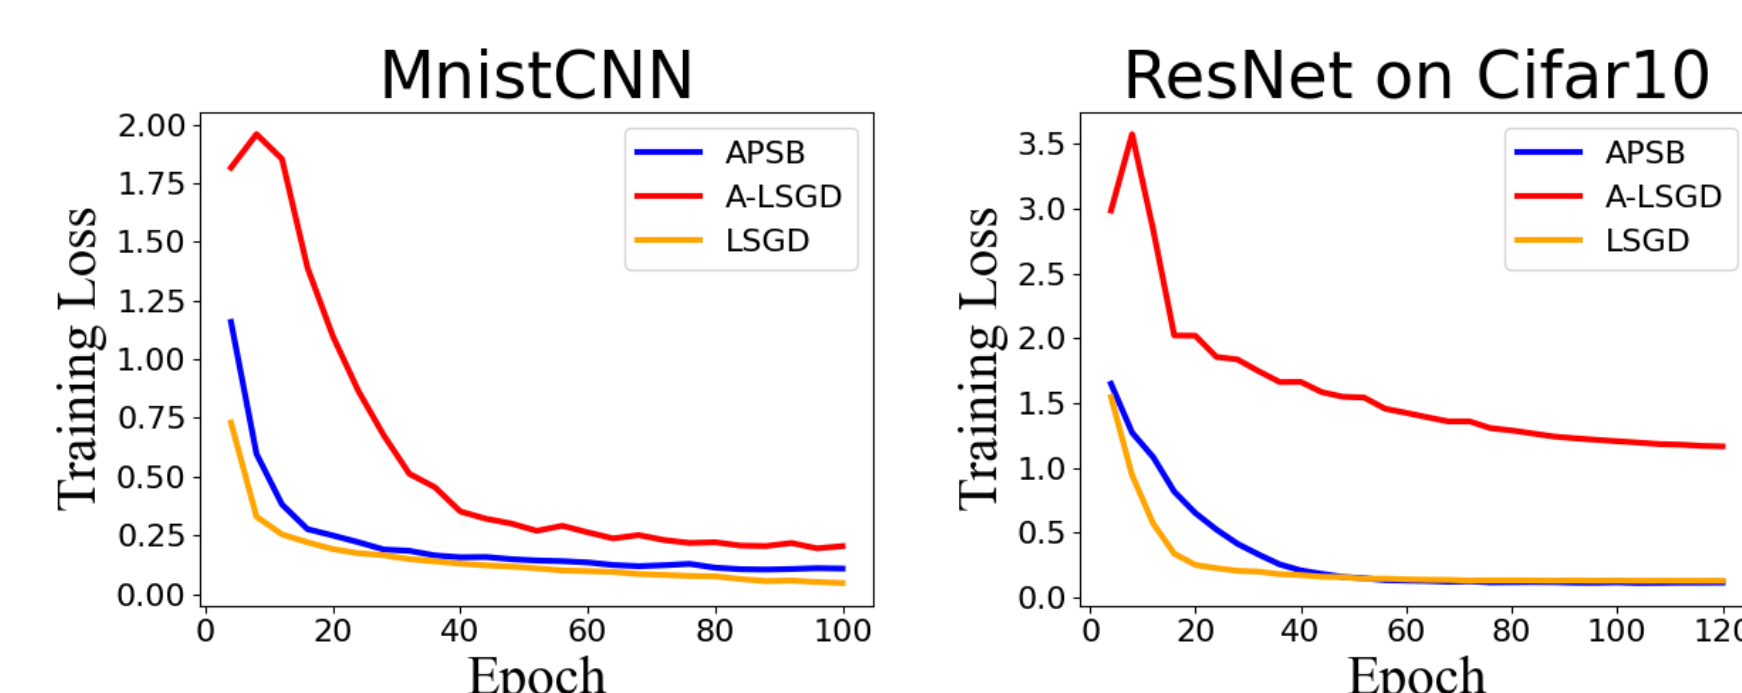 MnistCNN
2.00
1.75
1.50
1.25
1.00
0.75
0.50
0.25
0.00
Training Loss
APSB
A-LSGD
LSGD
0 20 40 60 80 100
Epoch
ResNet on Cifar10
3.5
3.0
2.5
2.0
1.5
1.0
0.5
0.0
Training Loss
APSB
A-LSGD
LSGD
0 20 40 60 80 100 120
Epoch